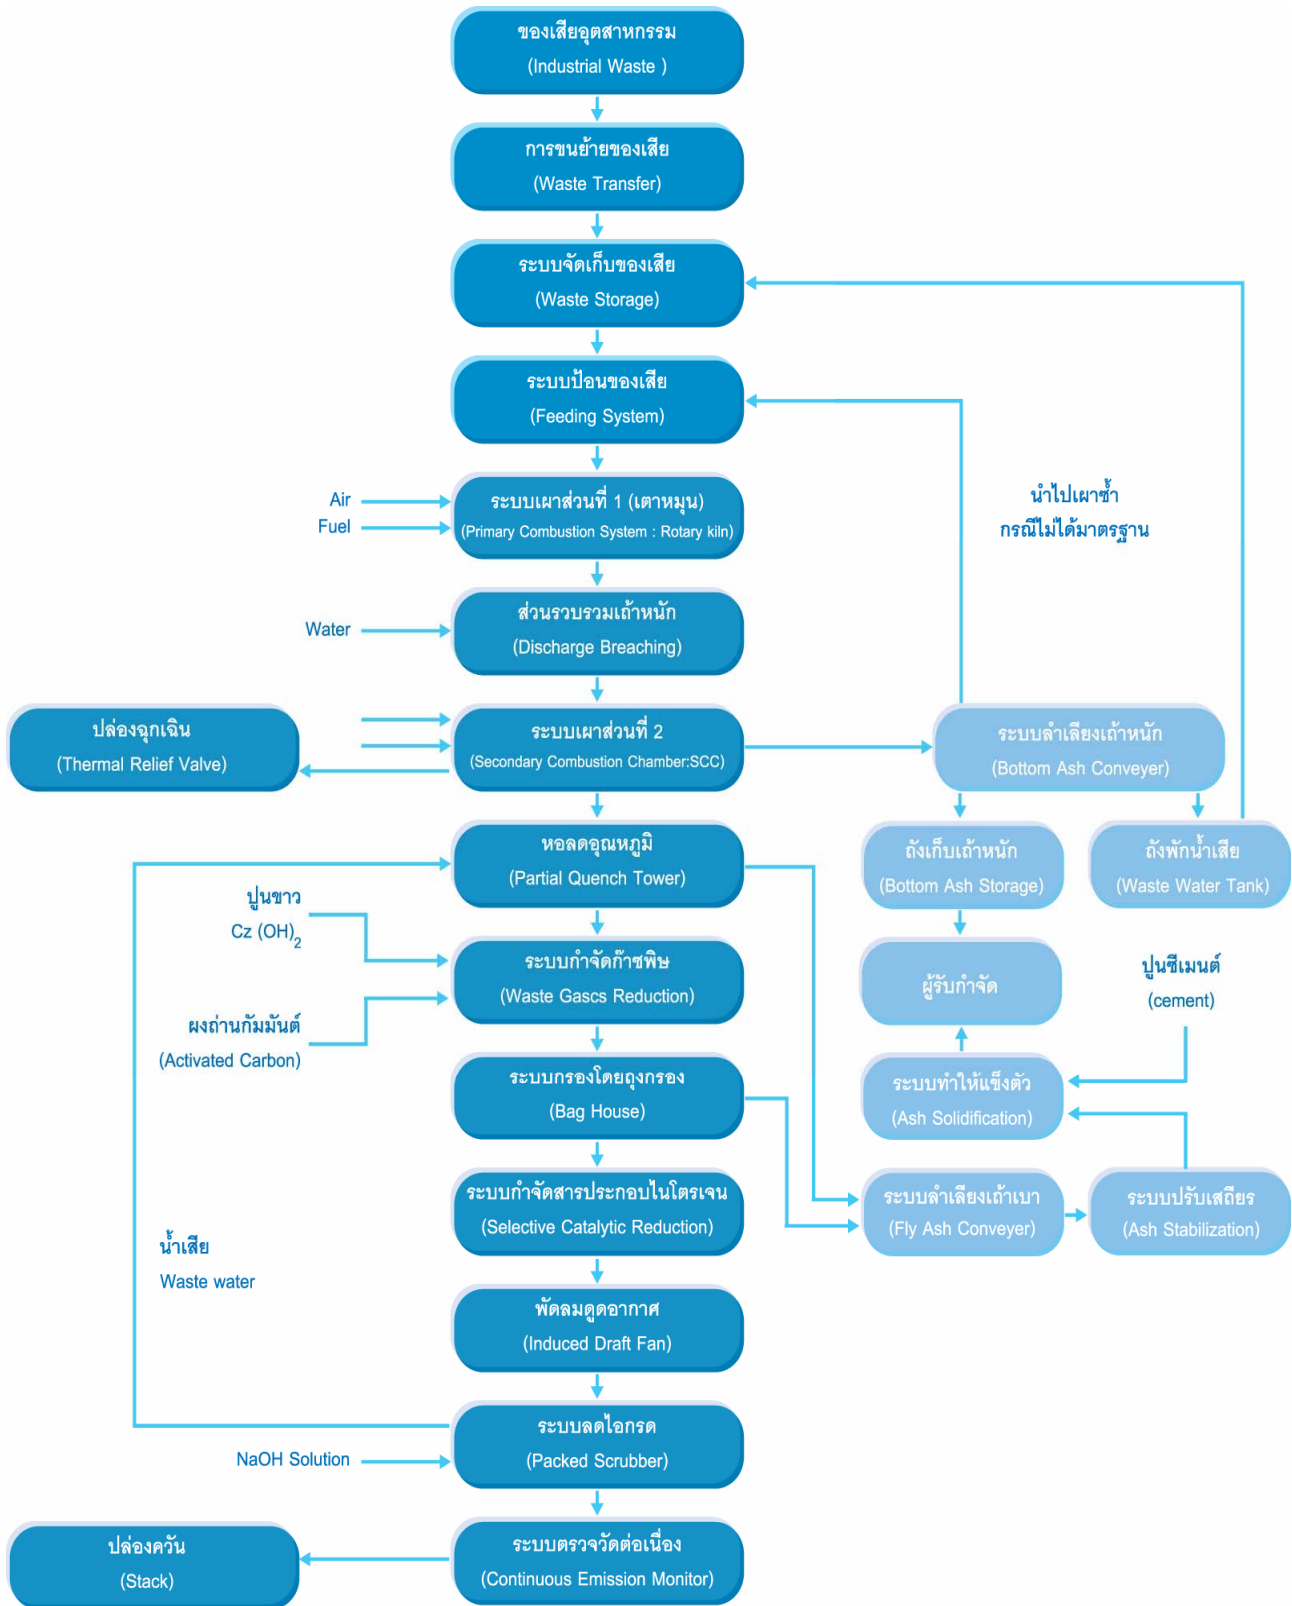 ของเสียอุตสาหกรรม
(Industrial Waste )
การขนย้ายของเสีย
(Waste Transfer)
ระบบจัดเก็บของเสีย
(Waste Storage)
ระบบป้อนของเสีย
(Feeding System)
Air
Fuel
ระบบเผาส่วนที่ 1 (เตาหมุน)
(Primary Combustion System : Rotary kiln)
นำไปเผาซ้ำ
กรณีไม่ได้มาตรฐาน
Water
ส่วนรวบรวมเถ้าหนัก
(Discharge Breaching)
ปล่องฉุกเฉิน
(Thermal Relief Valve)
ระบบเผาส่วนที่ 2
(Secondary Combustion Chamber:SCC)
ระบบลำเลียงเถ้าหนัก
(Bottom Ash Conveyer)
หอลดอุณหภูมิ
(Partial Quench Tower)
ถังเก็บเถ้าหนัก
(Bottom Ash Storage)
ถังพักน้ำเสีย
(Waste Water Tank)
ปูนขาว
Cz (OH)2
ระบบกำจัดก๊าซพิษ
(Waste Gascs Reduction)
ผู้รับกำจัด
ปูนซีเมนต์
(cement)
ผงถ่านกัมมันต์
(Activated Carbon)
ระบบกรองโดยถุงกรอง
(Bag House)
ระบบทำให้แข็งตัว
(Ash Solidification)
ระบบกำจัดสารประกอบไนโตรเจน
(Selective Catalytic Reduction)
ระบบลำเลียงเถ้าเบา
(Fly Ash Conveyer)
ระบบปรับเสถียร
(Ash Stabilization)
น้ำเสีย
Waste water
พัดลมดูดอากาศ
(Induced Draft Fan)
ระบบลดไอกรด
(Packed Scrubber)
NaOH Solution
ปล่องควัน
(Stack)
ระบบตรวจวัดต่อเนื่อง
(Continuous Emission Monitor)